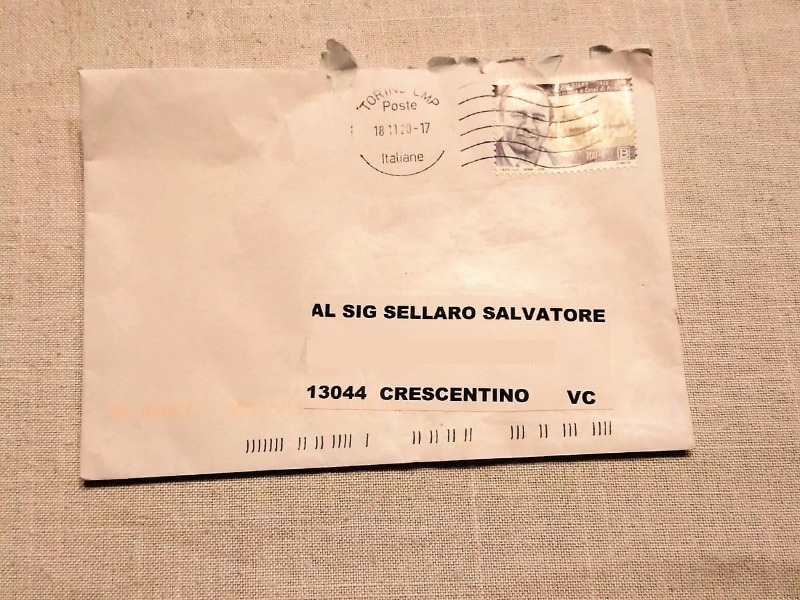 TORINO CMP
Poste
18 11 20-17
Italiane
B
AL SIG SELLARO SALVATORE
13044 CRESCENTINO VC